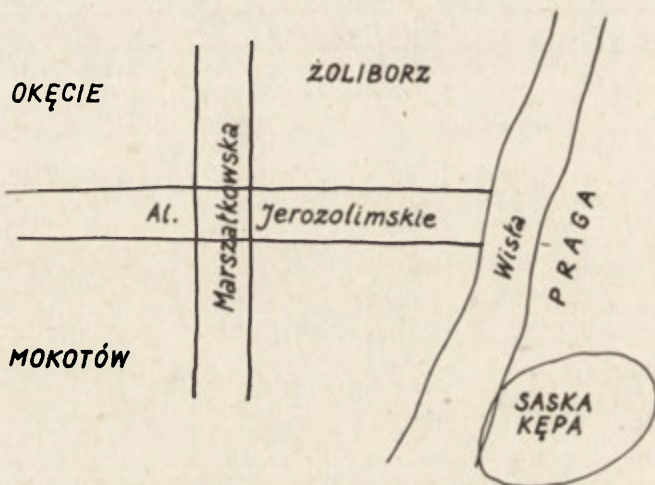 ŻOLIBORZ
OKĘCIE
Marszałkowska
Al.
Jerozolimskie
Wisła
PRAGA
MOKOTÓW
SASKA
KĘPA